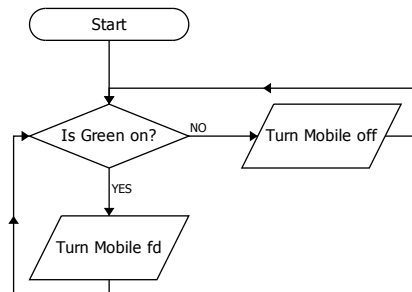 Start
Is Green on?
NO
Turn Mobile off
YES
Turn Mobile fd